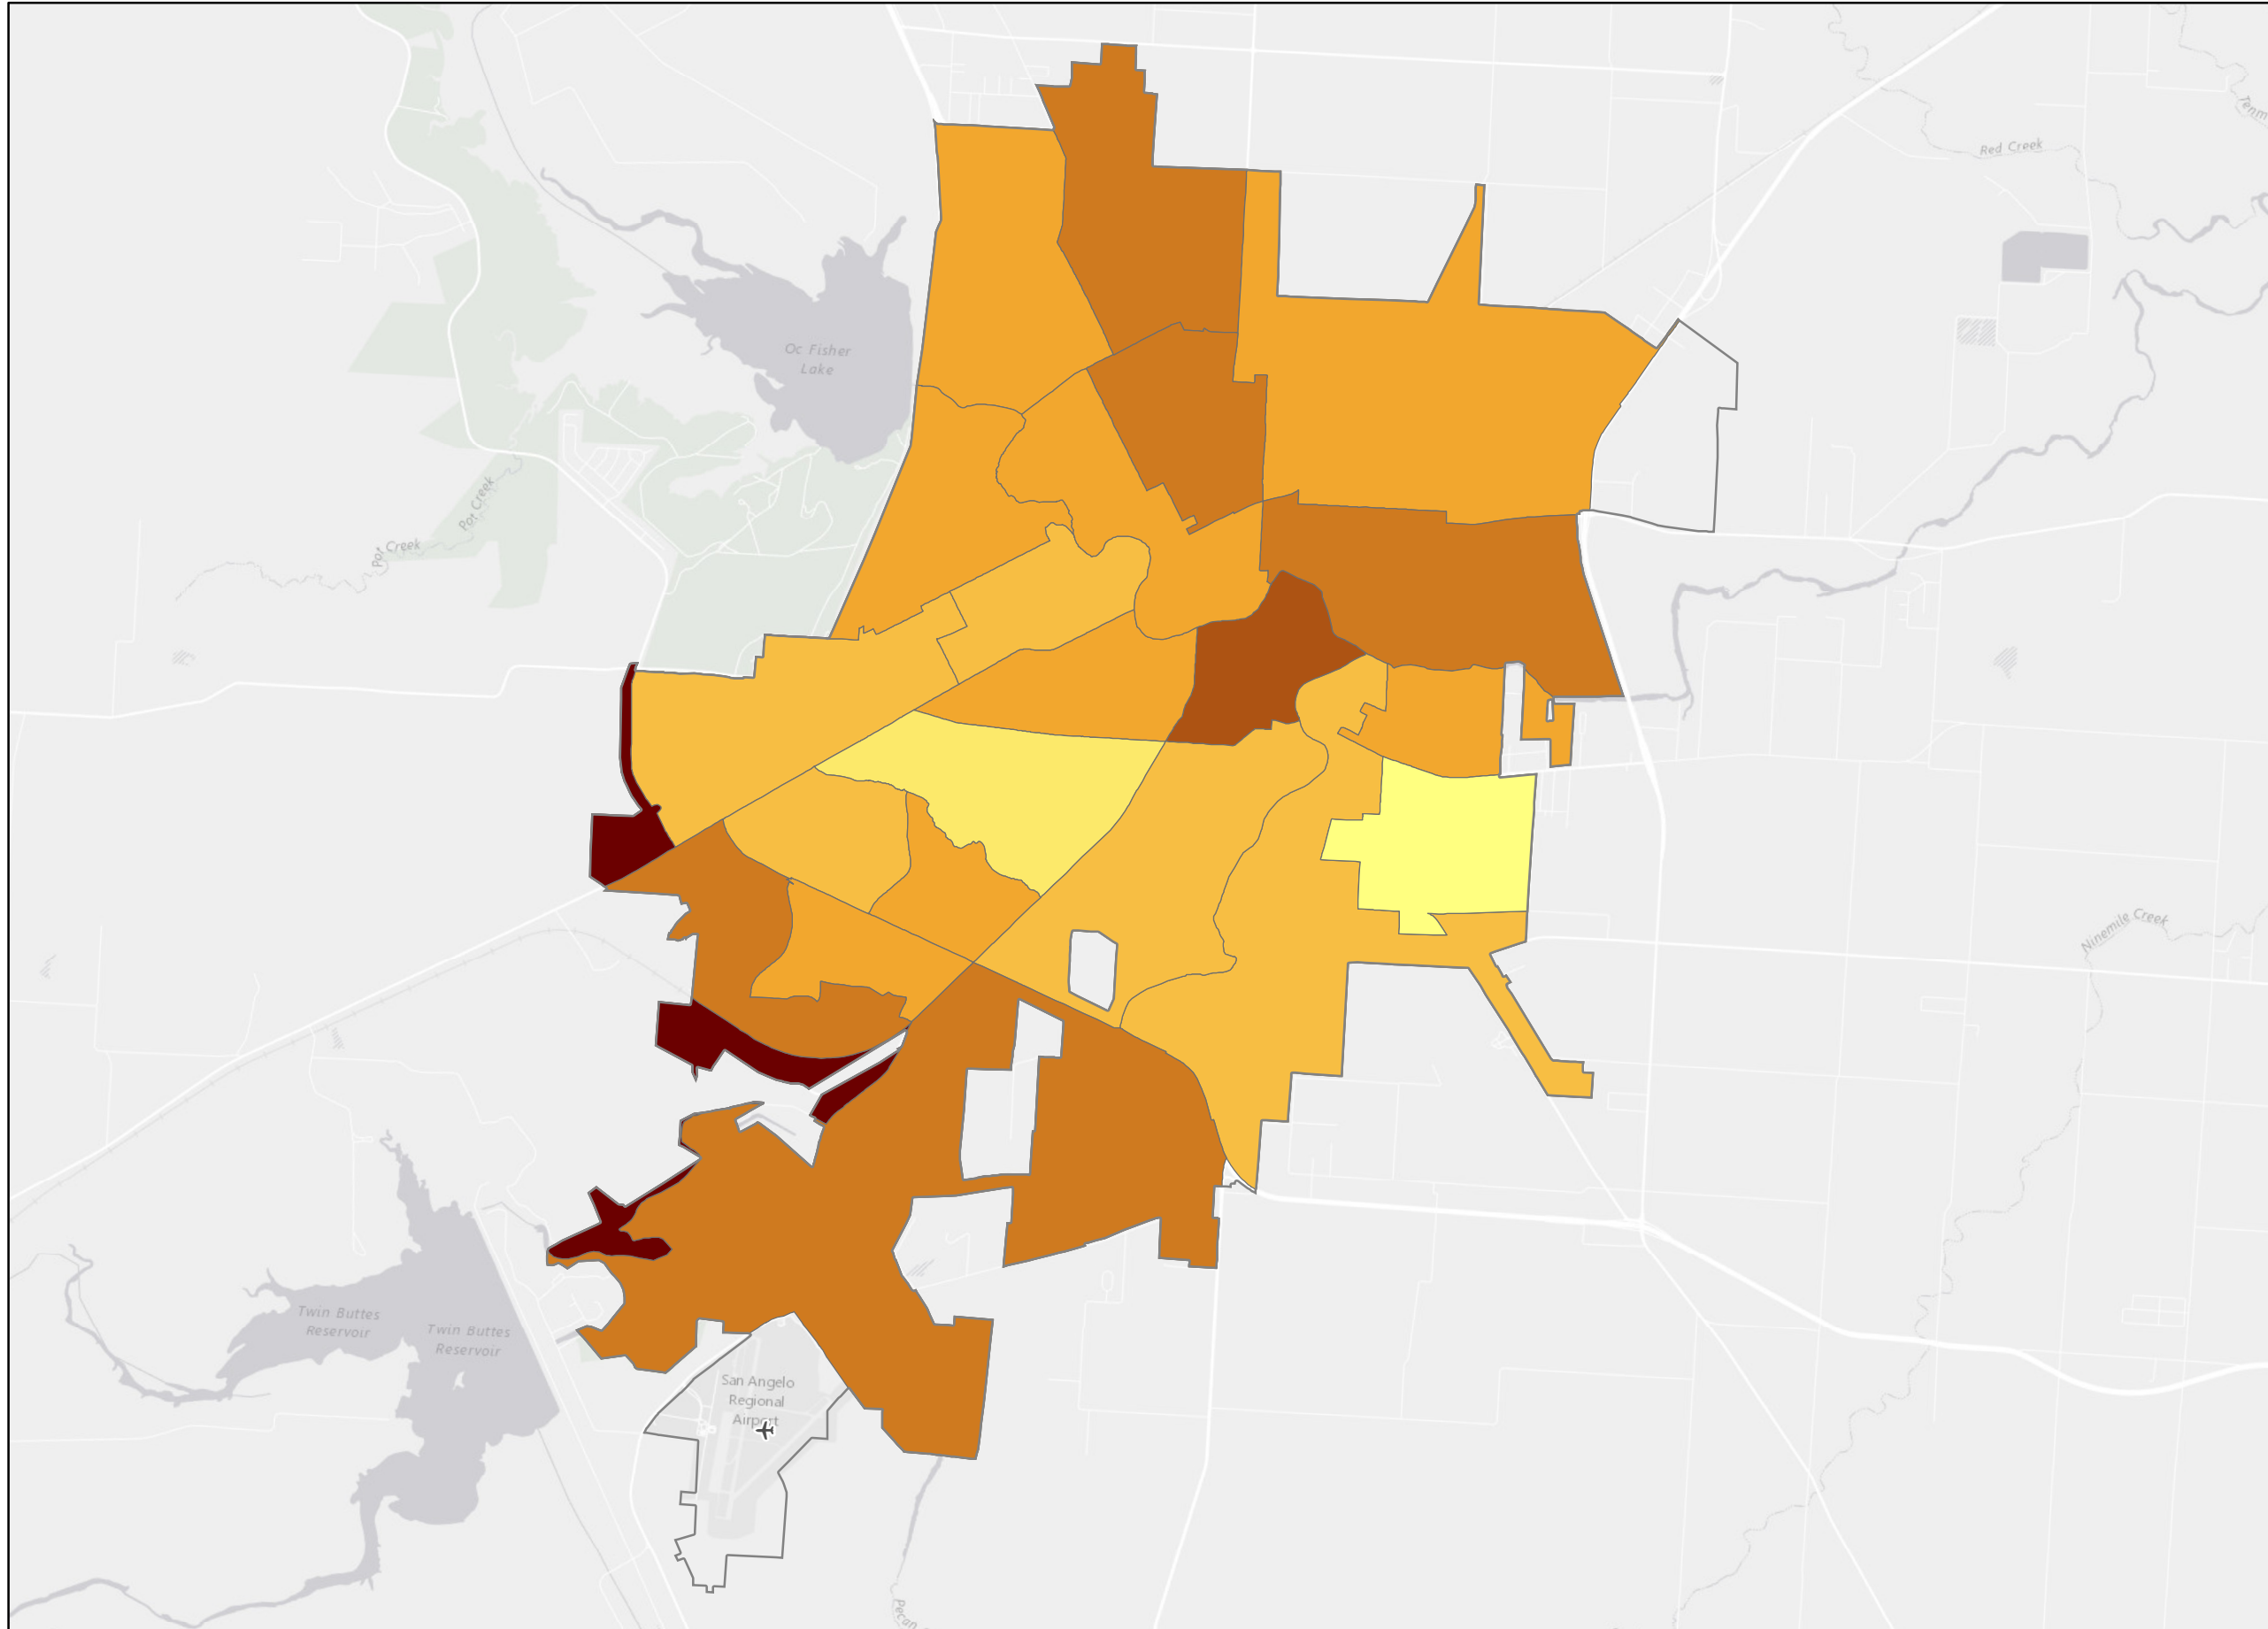 Red Creek
Oc Fisher
Lake
Pot Creek
Pot Creek
Ninemile Creek
Twin Buttes
Reservoir
Twin Buttes
Reservoir
San Angelo
Regional
Airport